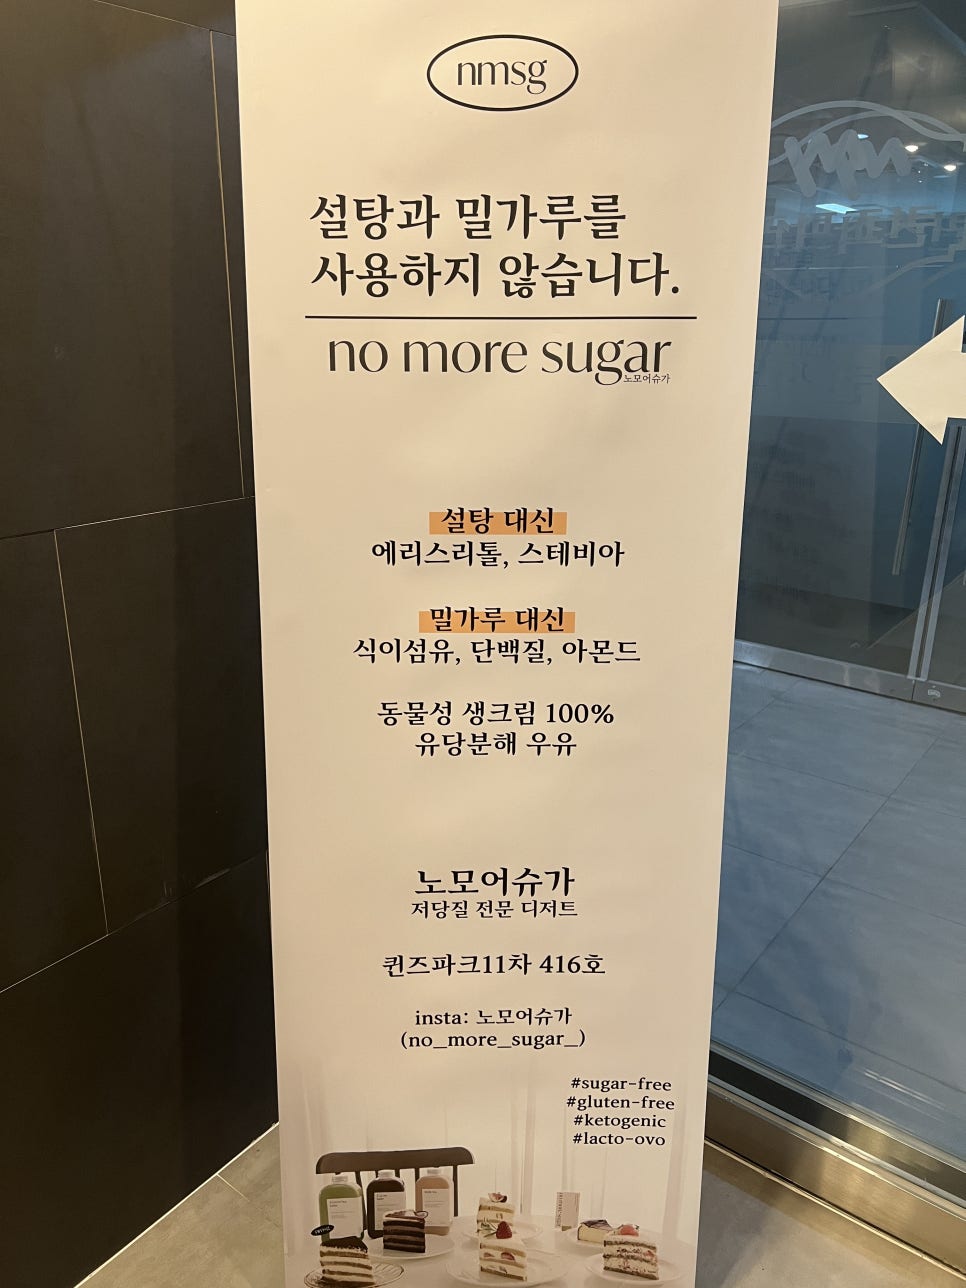 nmsg
설탕과 밀가루를
사용하지 않습니다.
no more sugar
노모어슈가
설탕 대신
에리스리톨, 스테비아
밀가루 대신
식이섬유, 단백질, 아몬드
동물성 생크림 100%
유당분해 우유
노모어슈가
저당질 전문 디저트
퀸즈파크11차 416호
insta: 노모어슈가
(no_more_sugar_)
#sugar-free
#gluten-free
#ketogenic
#lacto-ovo